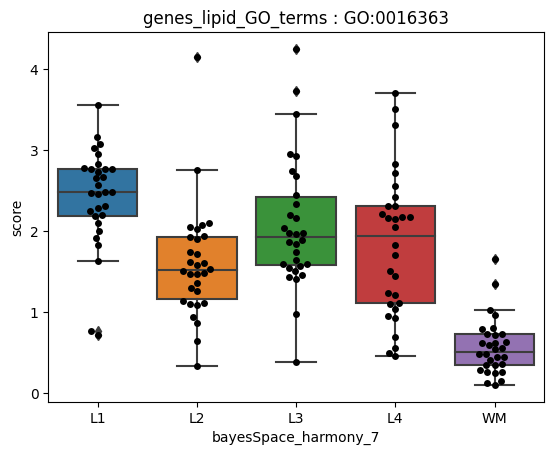 genes_lipid_GO_terms : GO:0016363
4
3
2
1
0
score
L1 L2 L3 L4 WM
bayesSpace_harmony_7